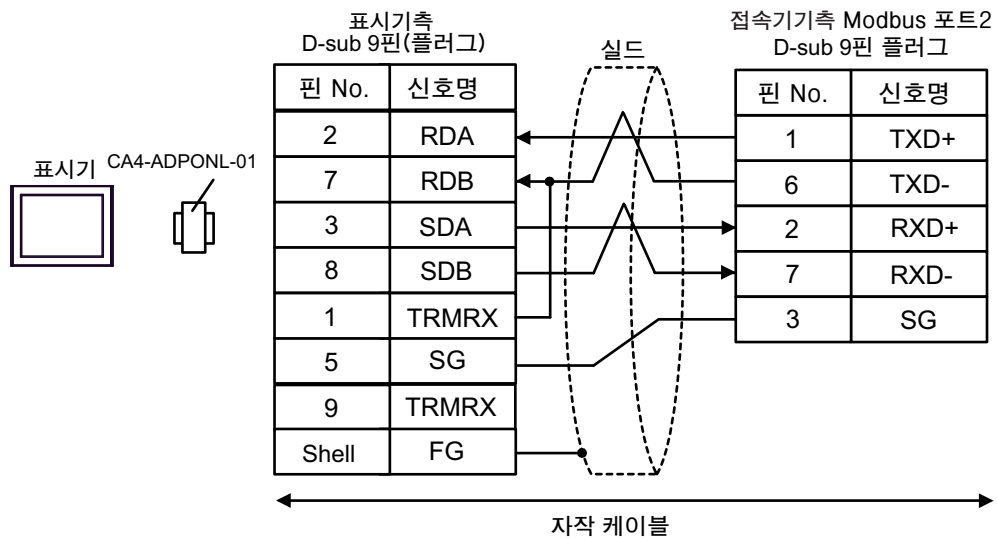 표시기측
D-sub 9핀(플러그)
핀 No. 신호명
2 RDA
7 RDB
3 SDA
8 SDB
1 TRMRX
5 SG
9 TRMRX
Shell FG
실드
접속기기측 Modbus 포트2
D-sub 9핀 플러그
핀 No. 신호명
1 TXD+
6 TXD-
2 RXD+
7 RXD-
3 SG
표시기
CA4-ADPONL-01
자작 케이블